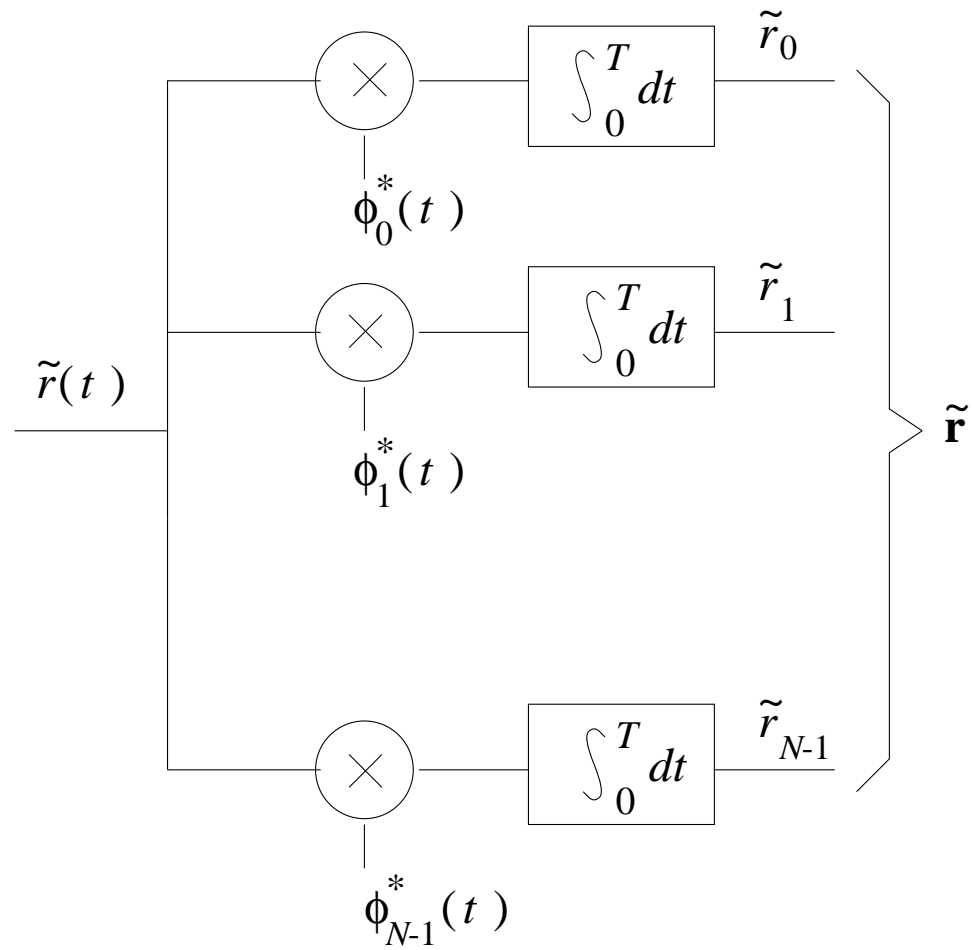 r̃₀
∫₀ᵀ dt
ϕ₀*(t)
r̃₁
∫₀ᵀ dt
r̃(t)
r̃
ϕ₁*(t)
r̃_{N-1}
∫₀ᵀ dt
ϕ*_{N-1}(t)